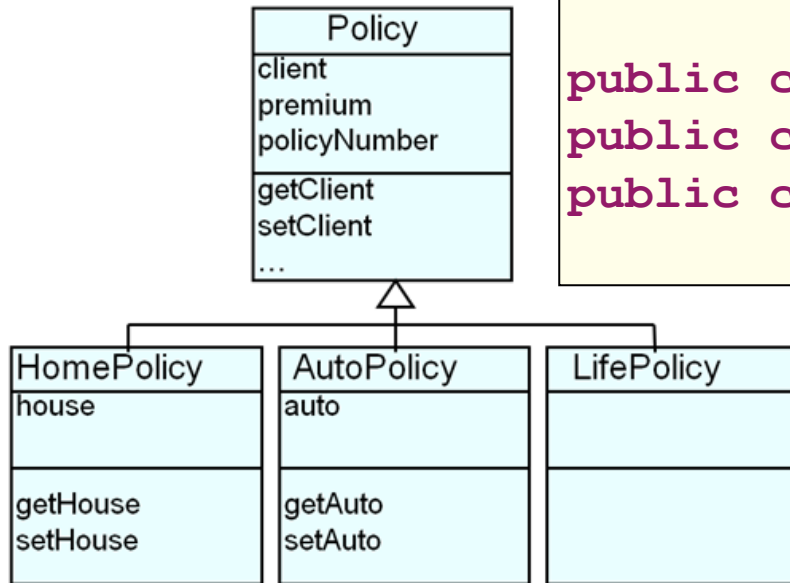 Policy
client
premium
policyNumber
getClient
setClient
...
public c
public c
public c
HomePolicy
house
getHouse
setHouse
AutoPolicy
auto
getAuto
setAuto
LifePolicy